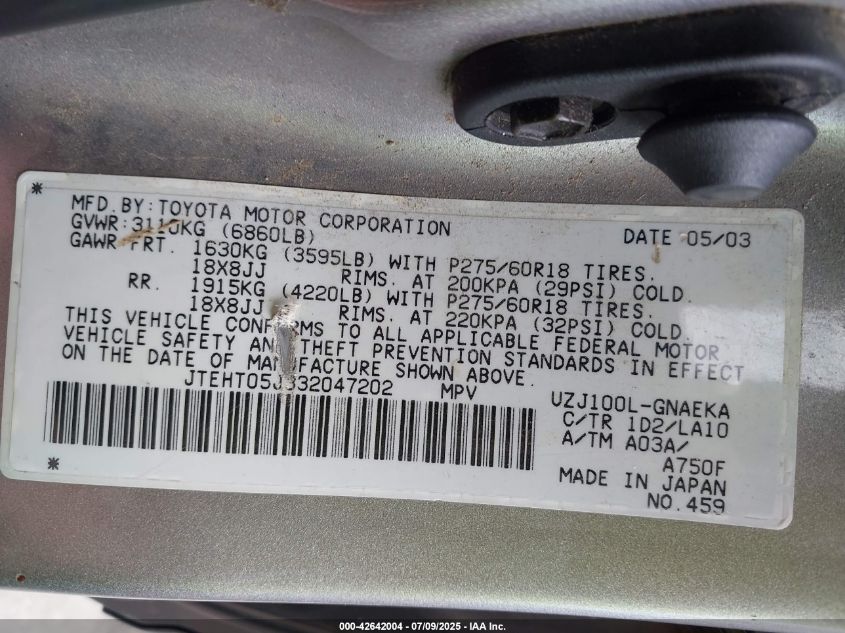 MFD.BY:TOYOTA MOTOR CORPORATION DATE 05/03
GVWR:3110KG (6860LB)
GAWR FRT. 1630KG (3595LB) WITH P275/60R18 TIRES.
18X8JJ RIMS. AT 200KPA (29PSI) COLD.
RR. 1915KG (4220LB) WITH P275/60R18 TIRES.
18X8JJ RIMS. AT 220KPA (32PSI) COLD.
THIS VEHICLE CONFORMS TO ALL APPLICABLE FEDERAL MOTOR
VEHICLE SAFETY AND THEFT PREVENTION STANDARDS IN EFFECT
ON THE DATE OF MANUFACTURE SHOWN ABOVE.
JTEHT05J332047202 MPV
UZJ100L-GNAEKA
C/TR 1D2/LA10
A/TM A03A/
A750F
MADE IN JAPAN
NO.459
000-42642004 | 07/09/2025 - IAA Inc.